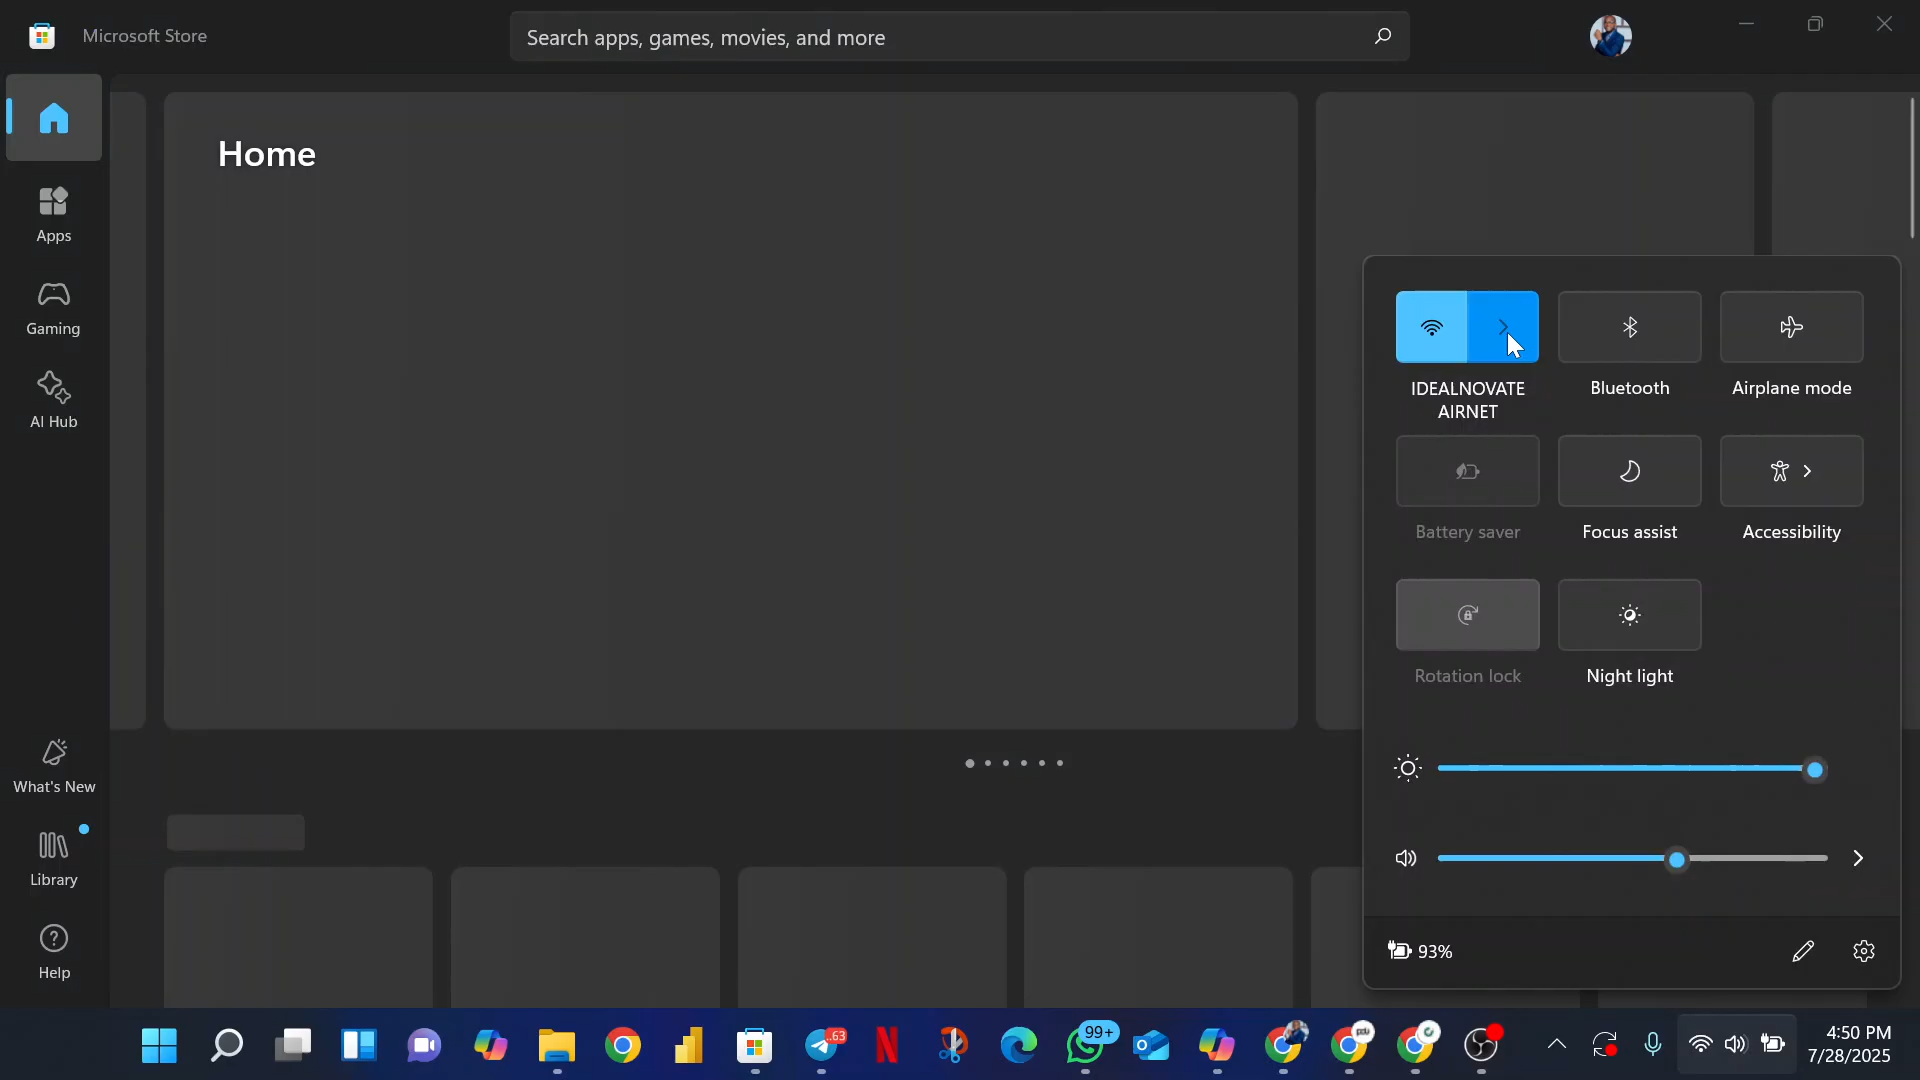 Microsoft Store
Search apps, games, movies, and more
Home
Apps
Gaming
AI Hub
What's New
Library
Help
IDEALNOVATE
AIRNET
Bluetooth
Airplane mode
Battery saver
Focus assist
Accessibility
Rotation lock
Night light
93%
..63
99+
4:50 PM
7/28/2025